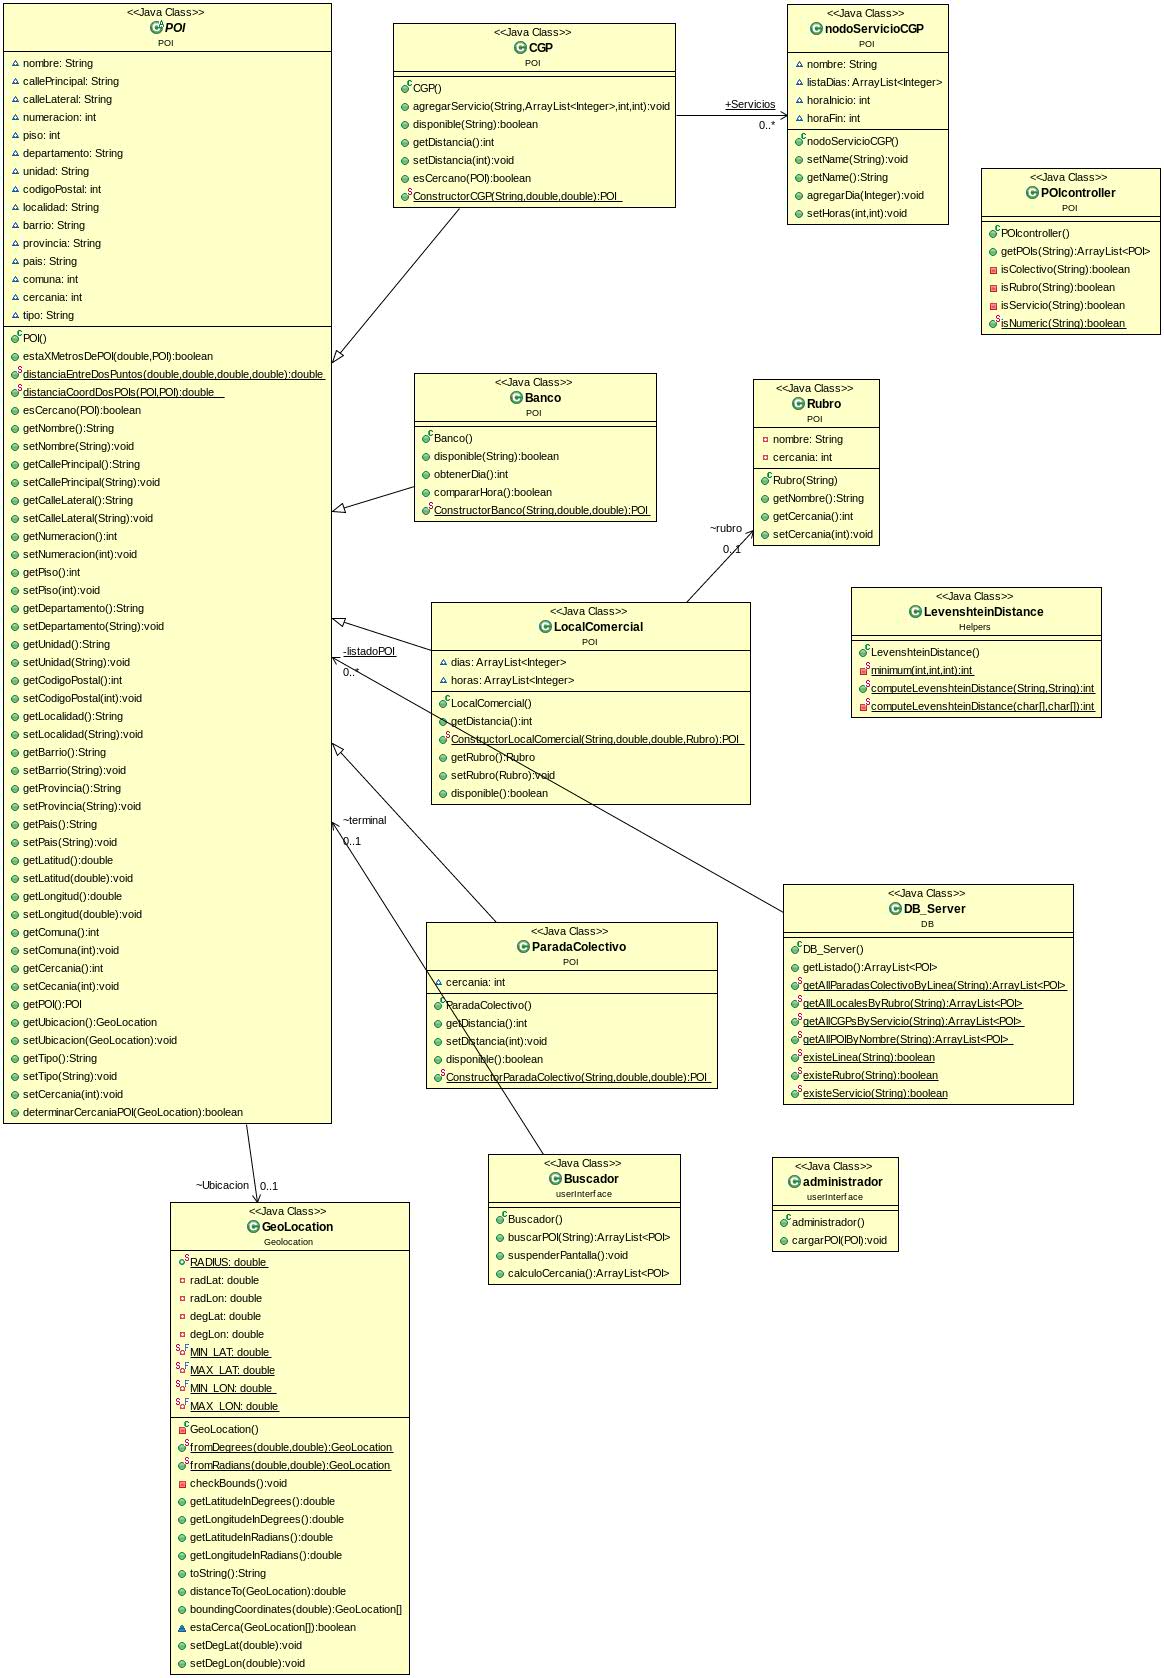 <<Java Class>>
POI
POI
nombre: String
callePrincipal: String
calleLateral: String
numeracion: int
piso: int
departamento: String
unidad: String
codigoPostal: int
localidad: String
barrio: String
provincia: String
pais: String
comuna: int
cercania: int
tipo: String
POI()
estaXMetrosDePOI(double,POI):boolean
distanciaEntreDosPuntos(double,double,double,double):double
distanciaCoordDosPOIs(POI,POI):double
esCercano(POI):boolean
getNombre():String
setNombre(String):void
getCallePrincipal():String
setCallePrincipal(String):void
getCalleLateral():String
setCalleLateral(String):void
getNumeracion():int
setNumeracion(int):void
getPiso():int
setPiso(int):void
getDepartamento():String
setDepartamento(String):void
getUnidad():String
setUnidad(String):void
getCodigoPostal():int
setCodigoPostal(int):void
getLocalidad():String
setLocalidad(String):void
getBarrio():String
setBarrio(String):void
getProvincia():String
setProvincia(String):void
getPais():String
setPais(String):void
getLatitud():double
setLatitud(double):void
getLongitud():double
setLongitud(double):void
getComuna():int
setComuna(int):void
getCercania():int
setCecania(int):void
getPOI():POI
getUbicacion():GeoLocation
setUbicacion(GeoLocation):void
getTipo():String
setTipo(String):void
setCercania(int):void
determinarCercaniaPOI(GeoLocation):boolean
<<Java Class>>
CGP
POI
CGP()
agregarServicio(String,ArrayList<Integer>,int,int):void
disponible(String):boolean
getDistancia():int
setDistancia(int):void
esCercano(POI):boolean
ConstructorCGP(String,double,double):POI
+Servicios
0..*
<<Java Class>>
nodoServicioCGP
POI
nombre: String
listaDias: ArrayList<Integer>
horaInicio: int
horaFin: int
nodoServicioCGP()
setName(String):void
getName():String
agregarDia(Integer):void
setHoras(int,int):void
<<Java Class>>
POIcontroller
POI
POIcontroller()
getPOIs(String):ArrayList<POI>
isColectivo(String):boolean
isRubro(String):boolean
isServicio(String):boolean
isNumeric(String):boolean
<<Java Class>>
Banco
POI
Banco()
disponible(String):boolean
obtenerDia():int
compararHora():boolean
ConstructorBanco(String,double,double):POI
<<Java Class>>
Rubro
POI
nombre: String
cercania: int
Rubro(String)
getNombre():String
getCercania():int
setCercania(int):void
~rubro
0..1
<<Java Class>>
LocalComercial
POI
dias: ArrayList<Integer>
horas: ArrayList<Integer>
LocalComercial()
getDistancia():int
ConstructorLocalComercial(String,double,double,Rubro):POI
getRubro():Rubro
setRubro(Rubro):void
disponible():boolean
<<Java Class>>
LevenshteinDistance
Helpers
LevenshteinDistance()
minimum(int,int,int):int
computeLevenshteinDistance(String,String):int
computeLevenshteinDistance(char[],char[]):int
-listadoPOI
0..*
~terminal
0..1
<<Java Class>>
ParadaColectivo
POI
cercania: int
ParadaColectivo()
getDistancia():int
setDistancia(int):void
disponible():boolean
ConstructorParadaColectivo(String,double,double):POI
<<Java Class>>
DB_Server
DB
DB_Server()
getListado():ArrayList<POI>
getAllParadasColectivoByLinea(String):ArrayList<POI>
getAllLocalesByRubro(String):ArrayList<POI>
getAllCGPsByServicio(String):ArrayList<POI>
getAllPOIByNombre(String):ArrayList<POI>
existeLinea(String):boolean
existeRubro(String):boolean
existeServicio(String):boolean
<<Java Class>>
Buscador
userInterface
Buscador()
buscarPOI(String):ArrayList<POI>
suspenderPantalla():void
calculoCercania():ArrayList<POI>
<<Java Class>>
administrador
userInterface
administrador()
cargarPOI(POI):void
~Ubicacion
0..1
<<Java Class>>
GeoLocation
Geolocation
RADIUS: double
radLat: double
radLon: double
degLat: double
degLon: double
MIN_LAT: double
MAX_LAT: double
MIN_LON: double
MAX_LON: double
GeoLocation()
fromDegrees(double,double):GeoLocation
fromRadians(double,double):GeoLocation
checkBounds():void
getLatitudeInDegrees():double
getLongitudeInDegrees():double
getLatitudeInRadians():double
getLongitudeInRadians():double
toString():String
distanceTo(GeoLocation):double
boundingCoordinates(double):GeoLocation[]
estaCerca(GeoLocation[]):boolean
setDegLat(double):void
setDegLon(double):void